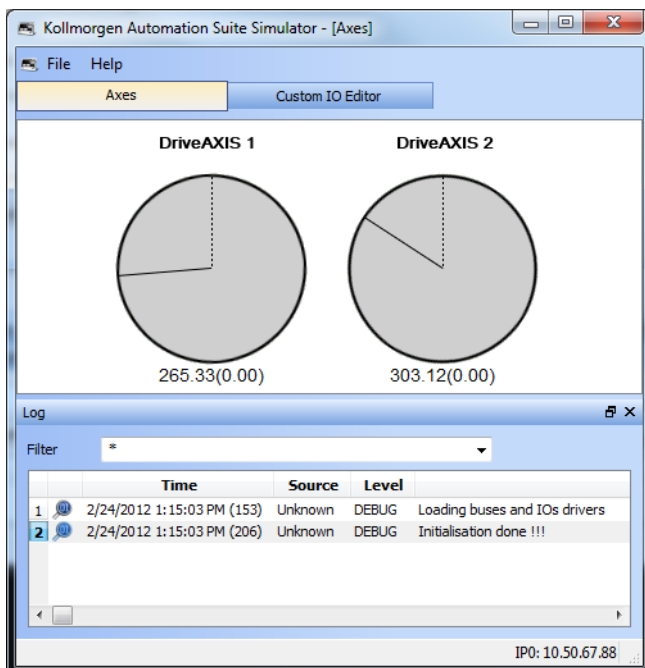 Kollmorgen Automation Suite Simulator - [Axes]
File Help
Axes Custom IO Editor
DriveAXIS 1 DriveAXIS 2
265.33(0.00) 303.12(0.00)
Log
Filter *
Time Source Level
1 2/24/2012 1:15:03 PM (153) Unknown DEBUG Loading buses and IOs drivers
2 2/24/2012 1:15:03 PM (206) Unknown DEBUG Initialisation done !!!
IP0: 10.50.67.88